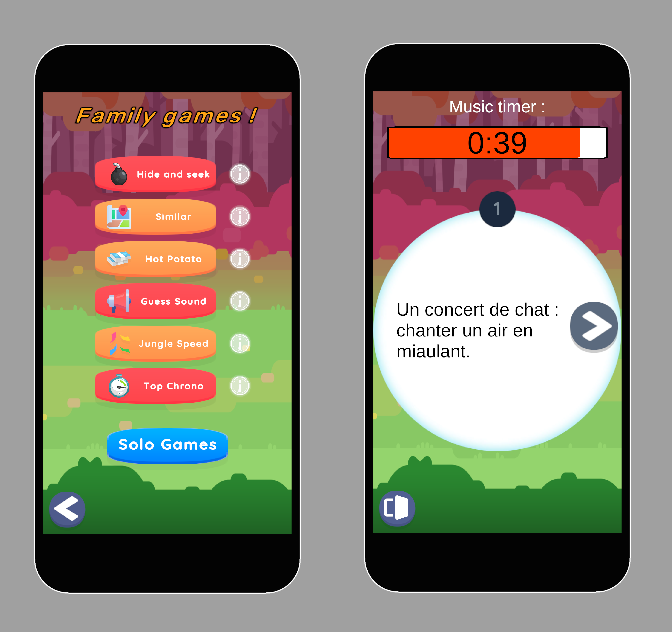 Family games !
Hide and seek
Similar
Hot Potato
Guess Sound
Jungle Speed
Top Chrono
Solo Games
Music timer :
0:39
1
Un concert de chat :
chanter un air en
miaulant.